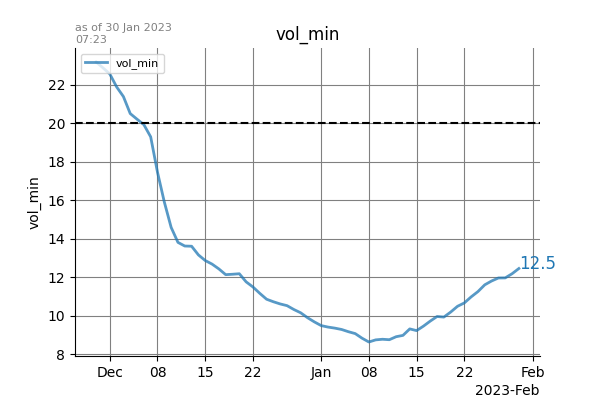 as of 30 Jan 2023
07:23
vol_min
vol_min
22
20
18
16
14
12
10
8
vol_min
12.5
Dec 08 15 22 Jan 08 15 22 Feb
2023-Feb